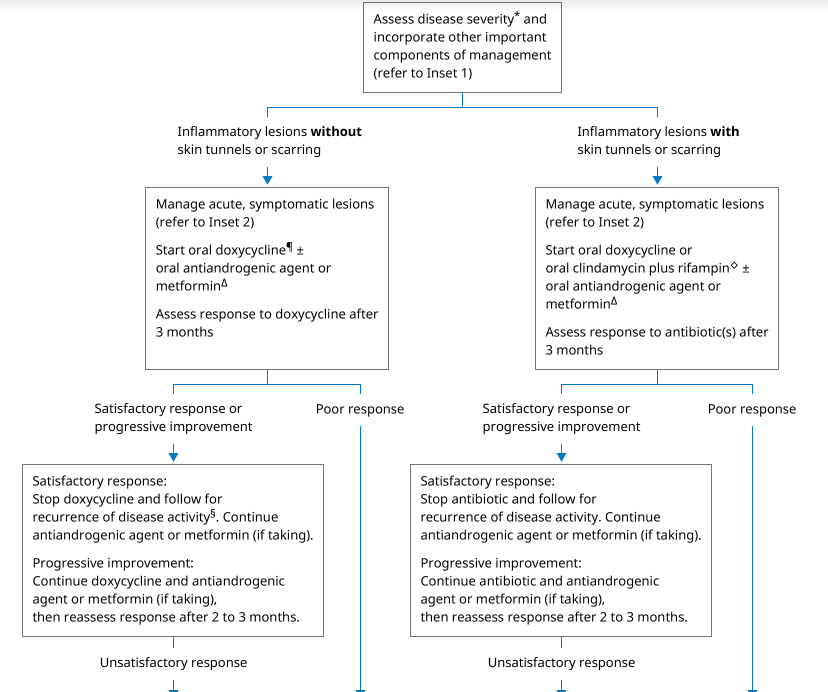 Assess disease severity* and
incorporate other important
components of management
(refer to Inset 1)
Inflammatory lesions without
skin tunnels or scarring
Inflammatory lesions with
skin tunnels or scarring
Manage acute, symptomatic lesions
(refer to Inset 2)
Start oral doxycycline¶ ±
oral antiandrogenic agent or
metforminΔ
Assess response to doxycycline after
3 months
Manage acute, symptomatic lesions
(refer to Inset 2)
Start oral doxycycline or
oral clindamycin plus rifampin◇ ±
oral antiandrogenic agent or
metforminΔ
Assess response to antibiotic(s) after
3 months
Satisfactory response or
progressive improvement
Poor response
Satisfactory response or
progressive improvement
Poor response
Satisfactory response:
Stop doxycycline and follow for
recurrence of disease activity§. Continue
antiandrogenic agent or metformin (if taking).
Progressive improvement:
Continue doxycycline and antiandrogenic
agent or metformin (if taking),
then reassess response after 2 to 3 months.
Satisfactory response:
Stop antibiotic and follow for
recurrence of disease activity. Continue
antiandrogenic agent or metformin (if taking).
Progressive improvement:
Continue antibiotic and antiandrogenic
agent or metformin (if taking),
then reassess response after 2 to 3 months.
Unsatisfactory response
Unsatisfactory response